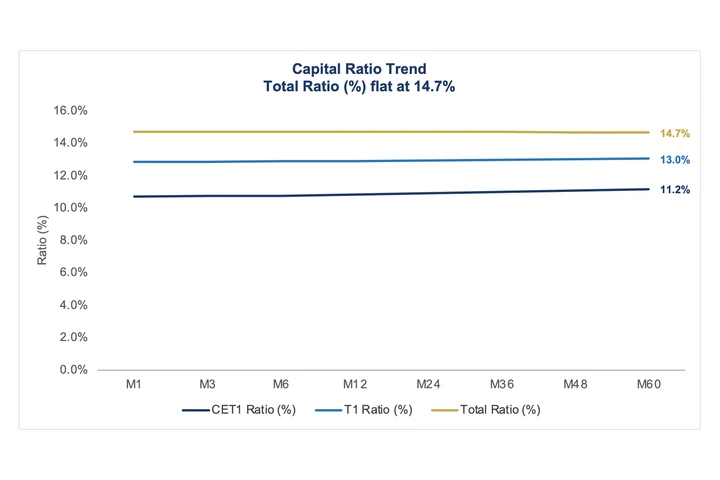 Capital Ratio Trend
Total Ratio (%) flat at 14.7%
16.0%
14.0%
12.0%
10.0%
8.0%
6.0%
4.0%
2.0%
0.0%
Ratio (%)
14.7%
13.0%
11.2%
M1 M3 M6 M12 M24 M36 M48 M60
CET1 Ratio (%) T1 Ratio (%) Total Ratio (%)